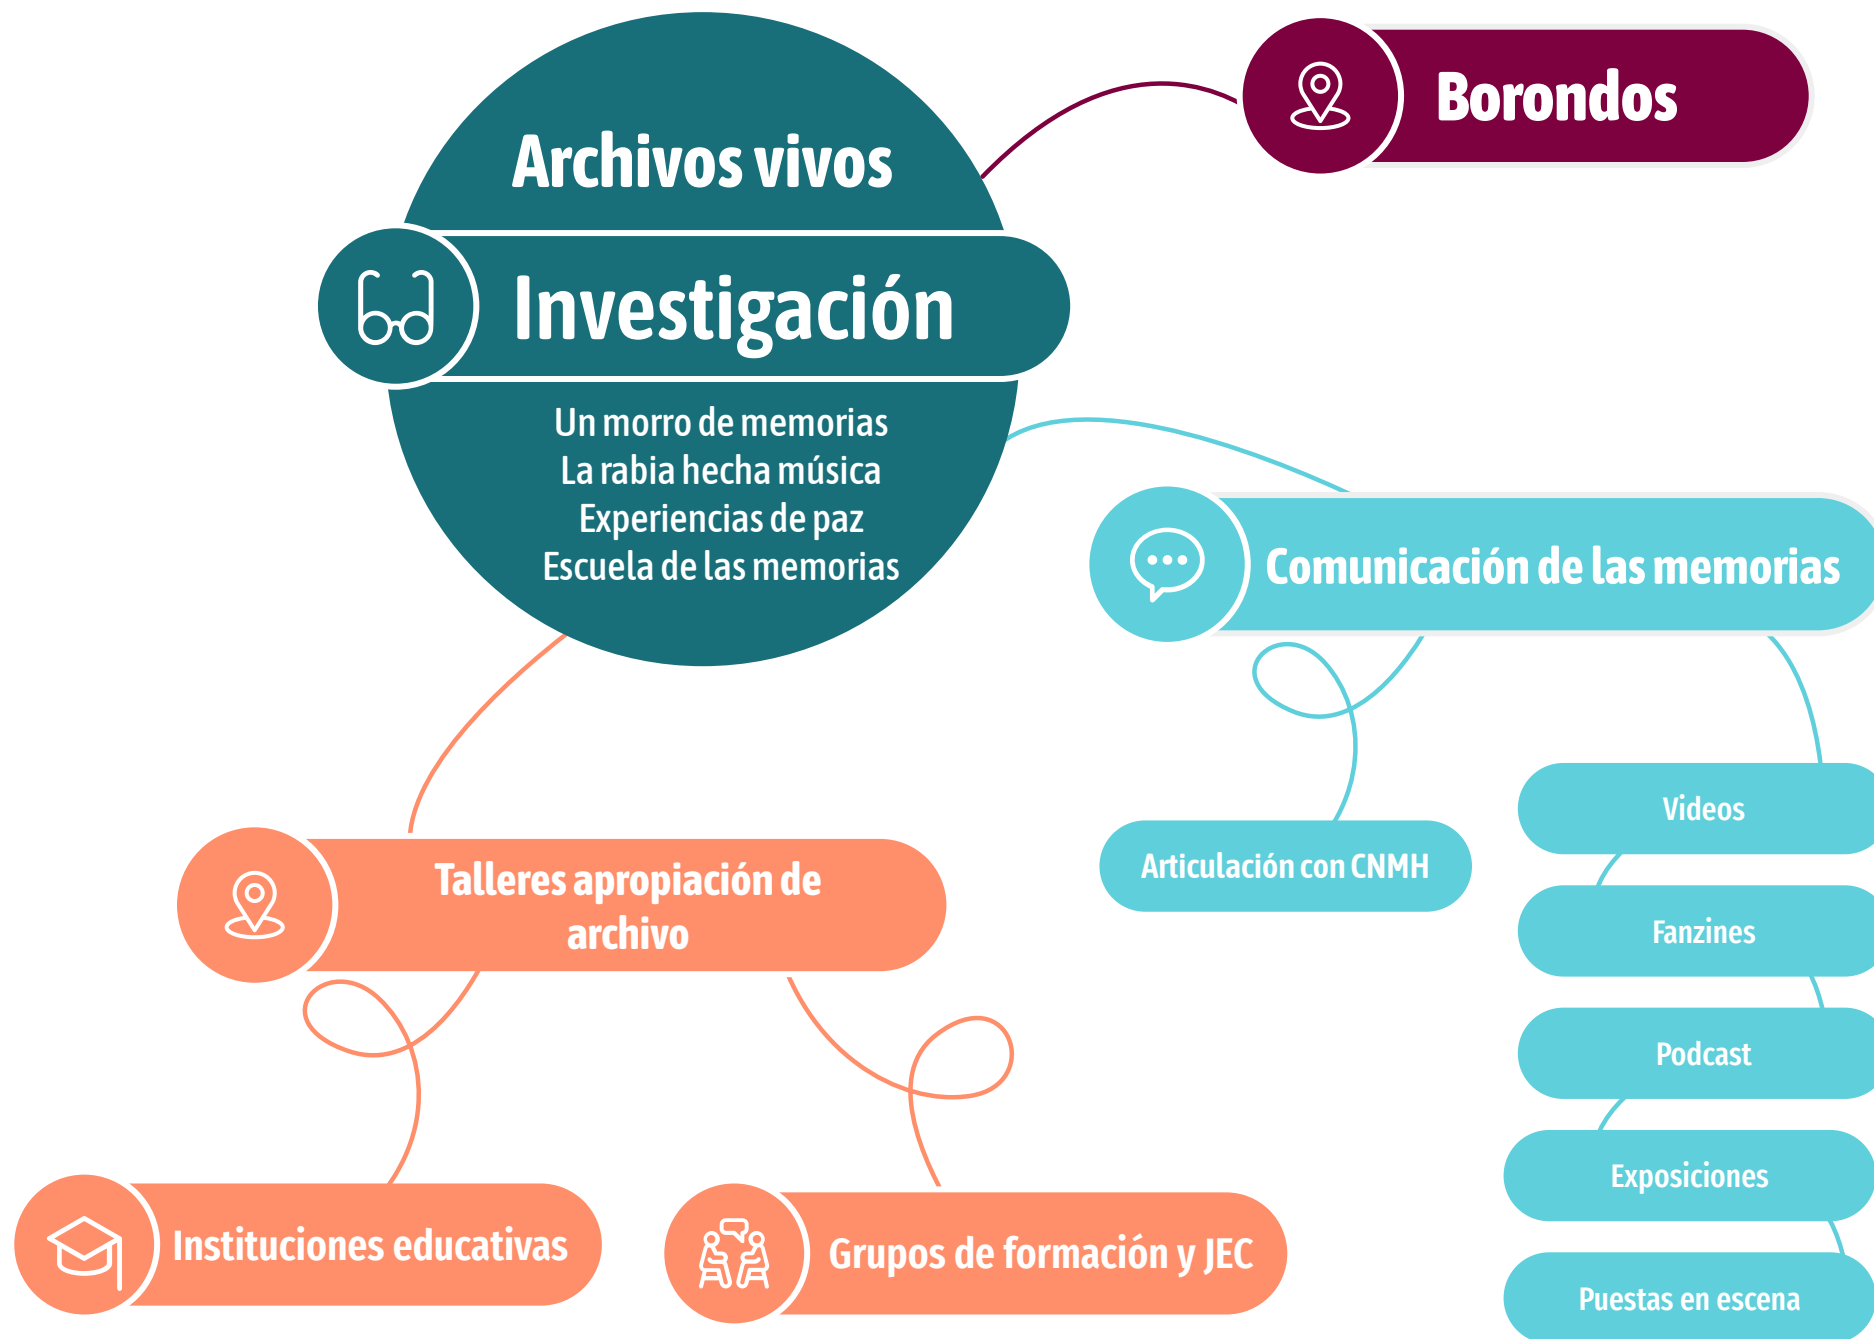 Archivos vivos
Investigación
Un morro de memorias
La rabia hecha música
Experiencias de paz
Escuela de las memorias
Borondos
Comunicación de las memorias
Articulación con CNMH
Videos
Fanzines
Podcast
Exposiciones
Puestas en escena
Talleres apropiación de
archivo
Instituciones educativas
Grupos de formación y JEC